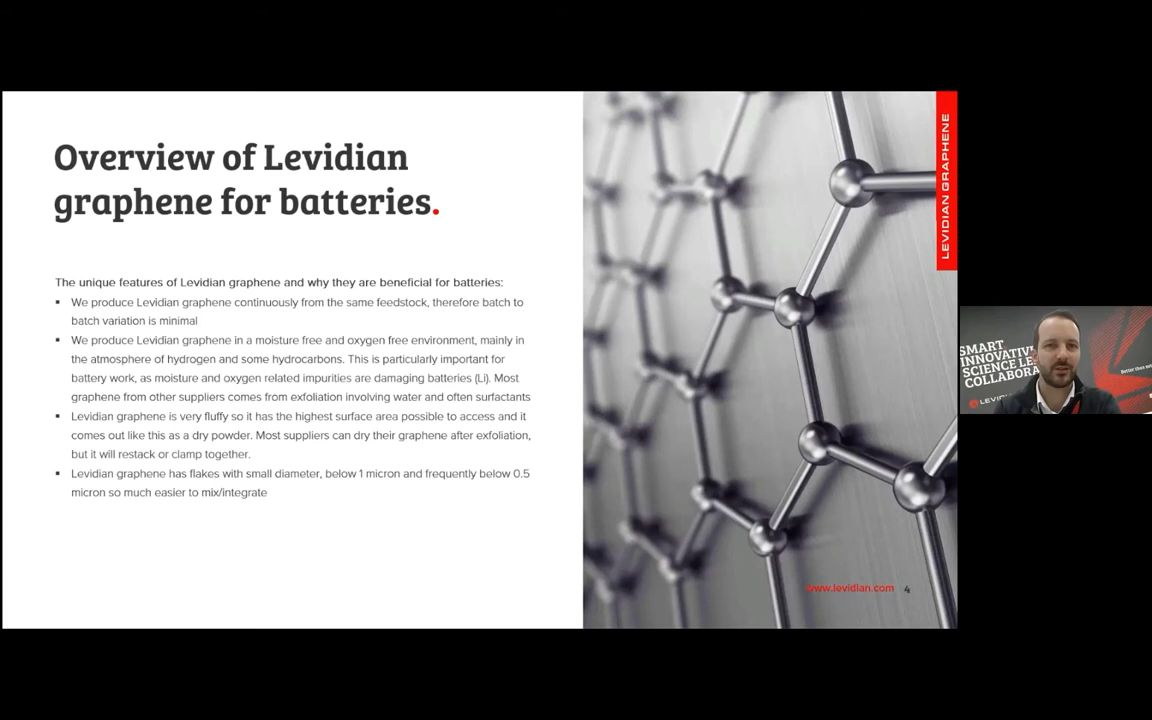 Overview of Levidian
graphene for batteries.
The unique features of Levidian graphene and why they are beneficial for batteries:
▪ We produce Levidian graphene continuously from the same feedstock, therefore batch to
batch variation is minimal
▪ We produce Levidian graphene in a moisture free and oxygen free environment, mainly in
the atmosphere of hydrogen and some hydrocarbons. This is particularly important for
battery work, as moisture and oxygen related impurities are damaging batteries (Li). Most
graphene from other suppliers comes from exfoliation involving water and often surfactants
▪ Levidian graphene is very fluffy so it has the highest surface area possible to access and it
comes out like this as a dry powder. Most suppliers can dry their graphene after exfoliation,
but it will restack or clamp together.
▪ Levidian graphene has flakes with small diameter, below 1 micron and frequently below 0.5
micron so much easier to mix/integrate
LEVIDIAN GRAPHENE
www.levidian.com 4
SMART,
INNOVATIV
SCIENCE LE
COLLABORA
LEVI
Better than